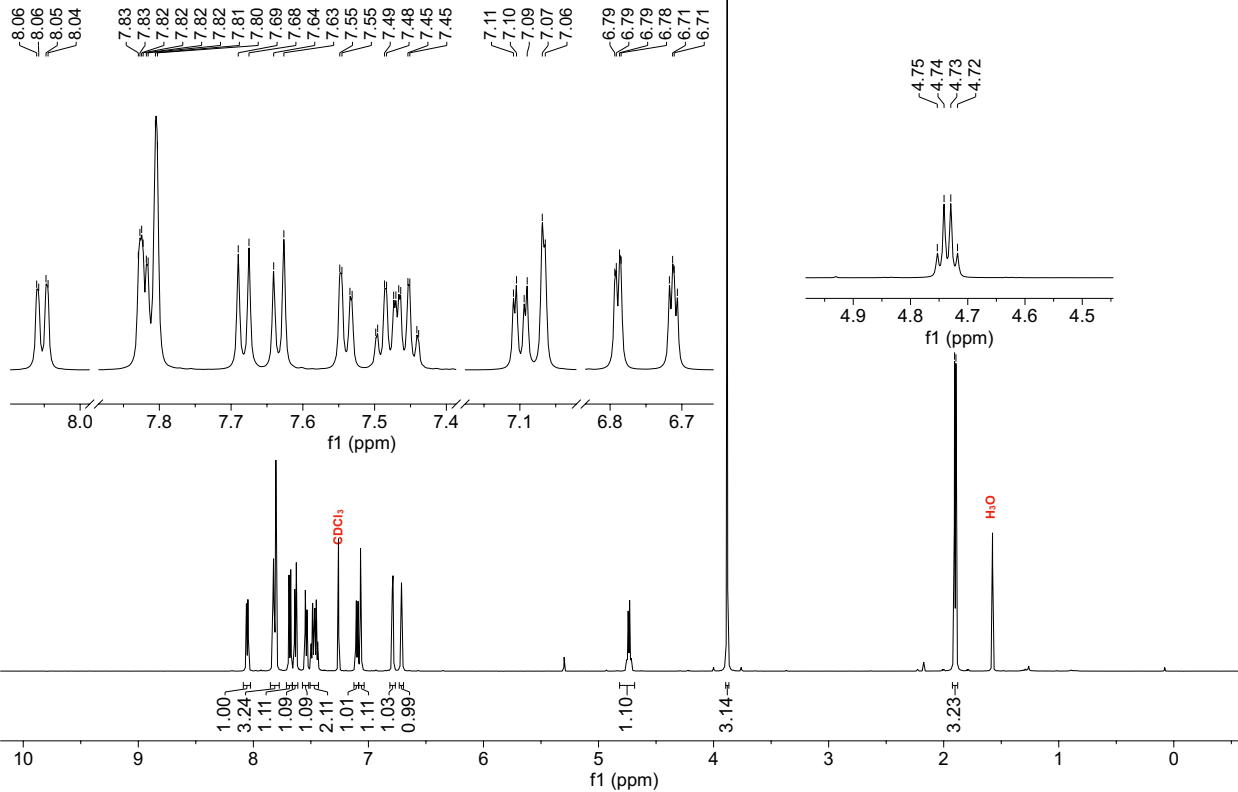 8.06 8.06 8.05 8.04 7.83 7.83 7.82 7.82 7.82 7.82 7.81 7.80 7.69 7.68 7.64 7.63 7.55 7.55 7.49 7.48 7.45 7.45 7.11 7.10 7.09 7.07 7.06 6.79 6.79 6.79 6.78 6.71 6.71
4.75 4.74 4.73 4.72
4.9 4.8 4.7 4.6 4.5
f1 (ppm)
8.0 7.8 7.7 7.6 7.5 7.4 7.1 6.8 6.7
f1 (ppm)
CDCl₃
H₃O
1.00 3.24 1.11 1.09 1.09 2.11 1.01 1.11 1.03 0.99 1.10 3.14 3.23
10 9 8 7 6 5 4 3 2 1 0
f1 (ppm)